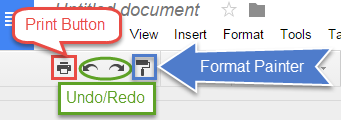 Untitled document
Print Button
View Insert Format Tools
Format Painter
Undo/Redo